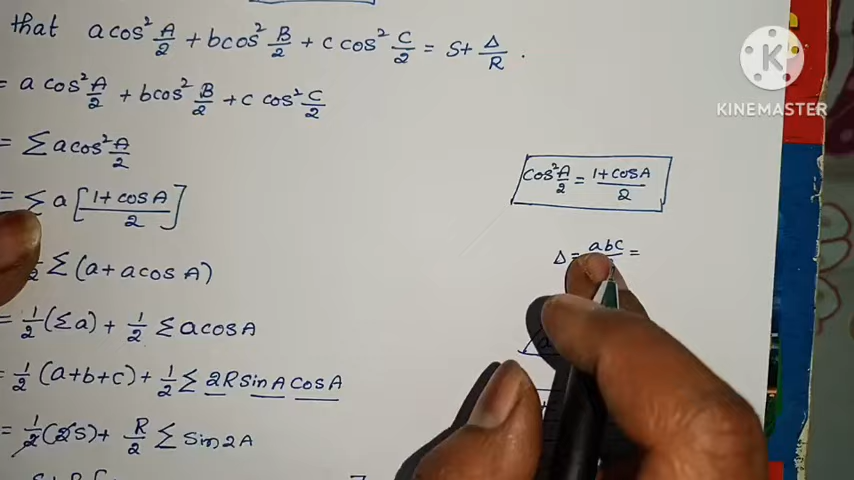 that a cos² A/2 + b cos² B/2 + c cos² C/2 = S + Δ/R .
= a cos² A/2 + b cos² B/2 + c cos² C/2
= Σ a cos² A/2
= Σ a [ (1 + cos A)/2 ]
Σ (a + a cos A)
= 1/2 (Σa) + 1/2 Σ a cos A
= 1/2 (a+b+c) + 1/2 Σ 2R sin A cos A
= 1/2 (2S) + R/2 Σ sin 2A
cos² A/2 = (1 + cos A)/2
Δ = abc =
K
KINEMASTER